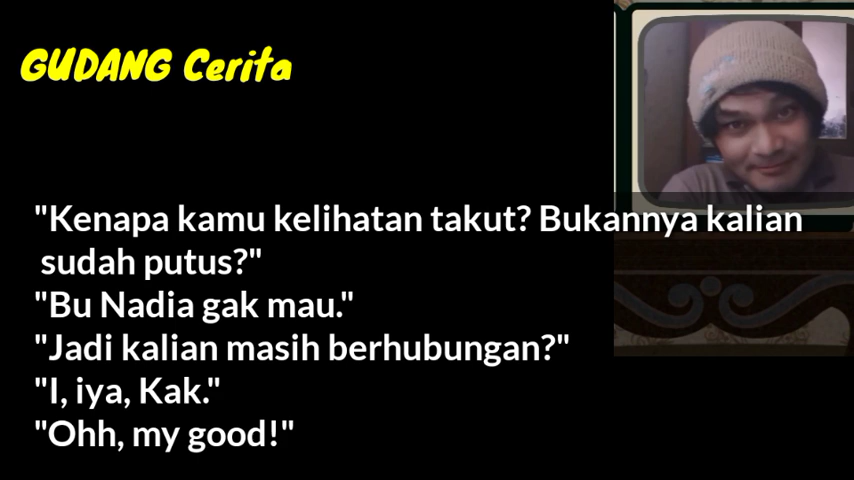 GUDANG Cerita
"Kenapa kamu kelihatan takut? Bukannya kalian
sudah putus?"
"Bu Nadia gak mau."
"Jadi kalian masih berhubungan?"
"I, iya, Kak."
"Ohh, my good!"